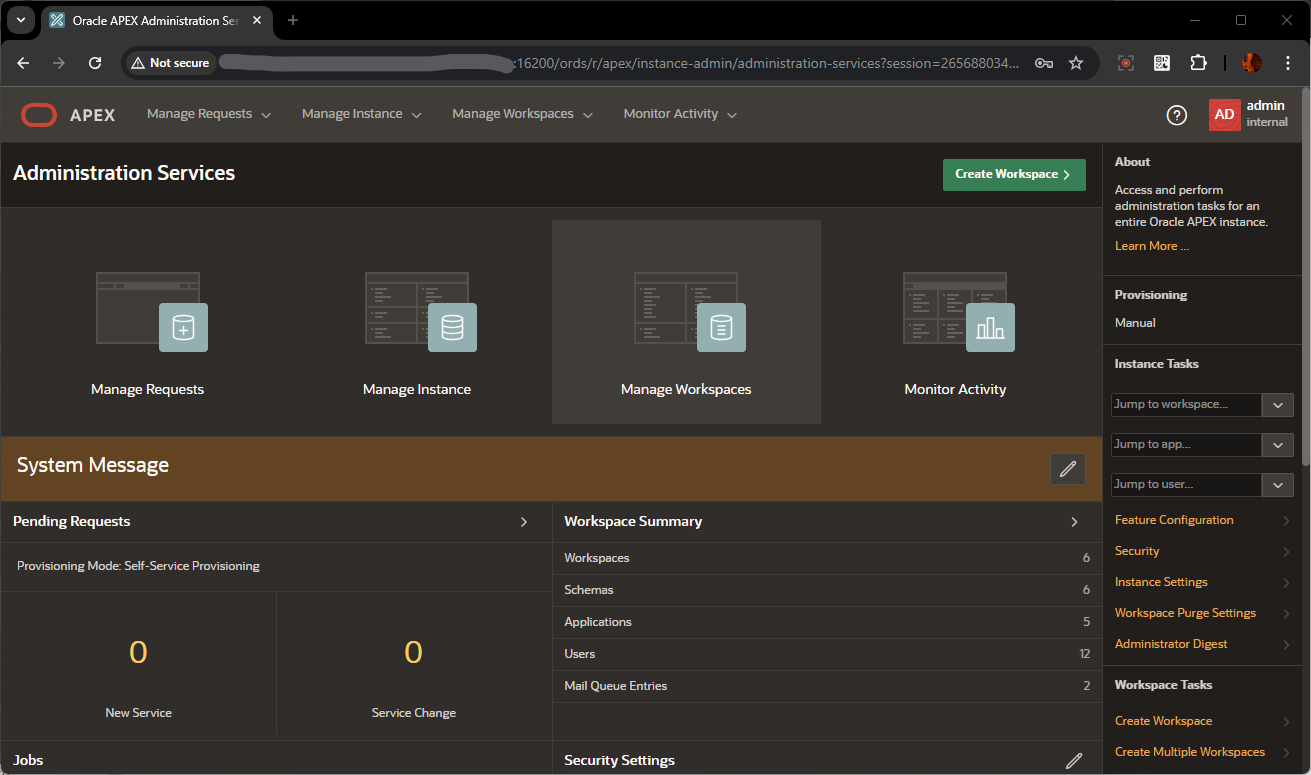 Oracle APEX Administration Ser
Not secure
:16200/ords/r/apex/instance-admin/administration-services?session=265688034...
APEX
Manage Requests
Manage Instance
Manage Workspaces
Monitor Activity
?
AD
admin
internal
Administration Services
Create Workspace
Manage Requests
Manage Instance
Manage Workspaces
Monitor Activity
System Message
Pending Requests
Provisioning Mode: Self-Service Provisioning
0
New Service
0
Service Change
Workspace Summary
Workspaces 6
Schemas 6
Applications 5
Users 12
Mail Queue Entries 2
Jobs
Security Settings
About
Access and perform
administration tasks for an
entire Oracle APEX instance.
Learn More ...
Provisioning
Manual
Instance Tasks
Jump to workspace...
Jump to app...
Jump to user...
Feature Configuration
Security
Instance Settings
Workspace Purge Settings
Administrator Digest
Workspace Tasks
Create Workspace
Create Multiple Workspaces